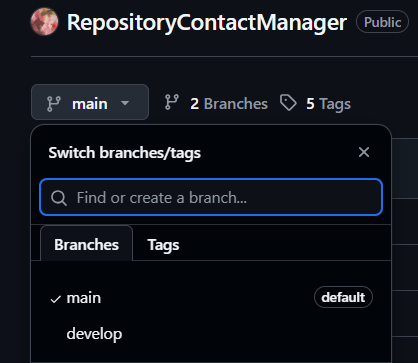 RepositoryContactManager Public
main 2 Branches 5 Tags
Switch branches/tags
Find or create a branch...
Branches Tags
main default
develop